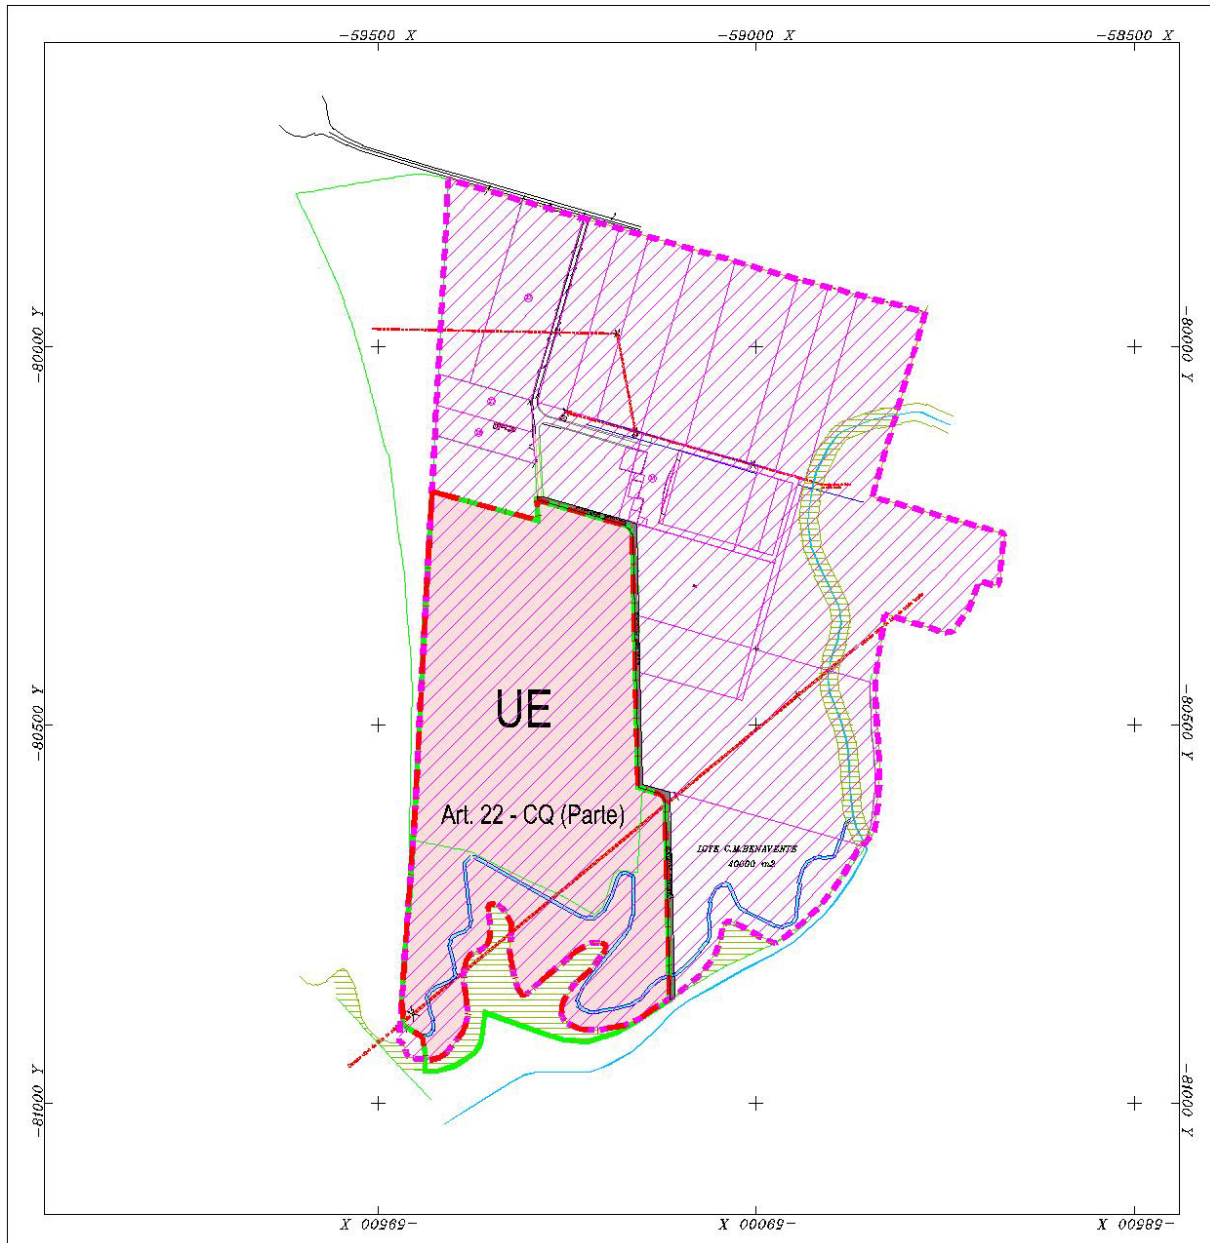 -59500 X
-59000 X
-58500 X
-80000 Y
-80000 Y
UE
-80500 Y
-80500 Y
Art. 22 - CQ (Parte)
LOTE C.M.BENAVENTE
40600 m2
-81000 Y
-81000 Y
-59500 X
-59000 X
-58500 X